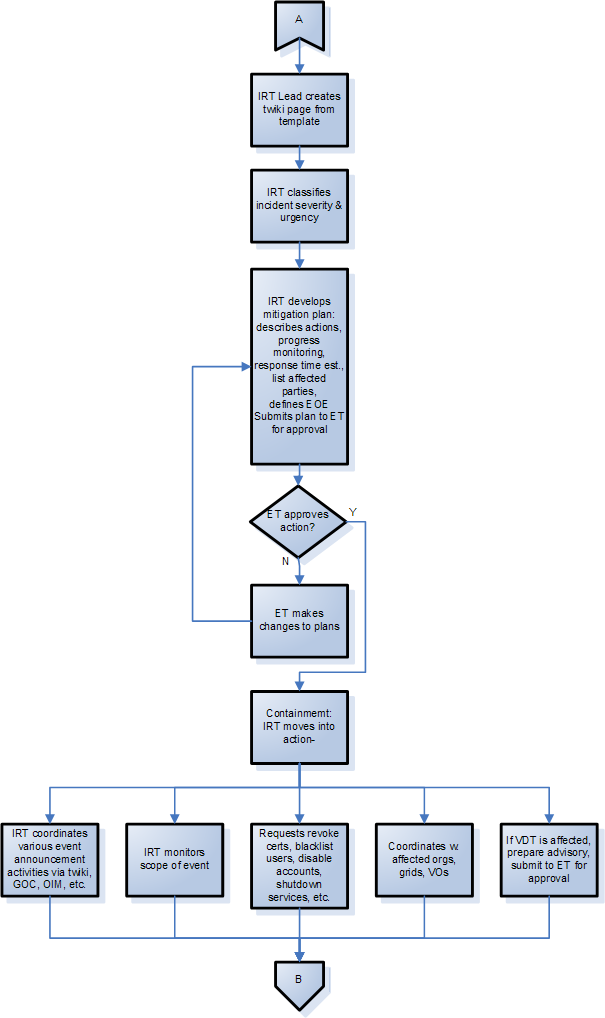 A
IRT Lead creates
twiki page from
template
IRT classifies
incident severity &
urgency
IRT develops
mitigation plan:
describes actions,
progress
monitoring,
response time est.,
list affected
parties,
defines EOE
Submits plan to ET
for approval
ET approves
action?
Y
N
ET makes
changes to plans
Containmemt:
IRT moves into
action-
IRT coordinates
various event
announcement
activities via twiki,
GOC, OIM, etc.
IRT monitors
scope of event
Requests revoke
certs, blacklist
users, disable
accounts,
shutdown
services, etc.
Coordinates w.
affected orgs,
grids, VOs
If VDT is affected,
prepare advisory,
submit to ET for
approval
B